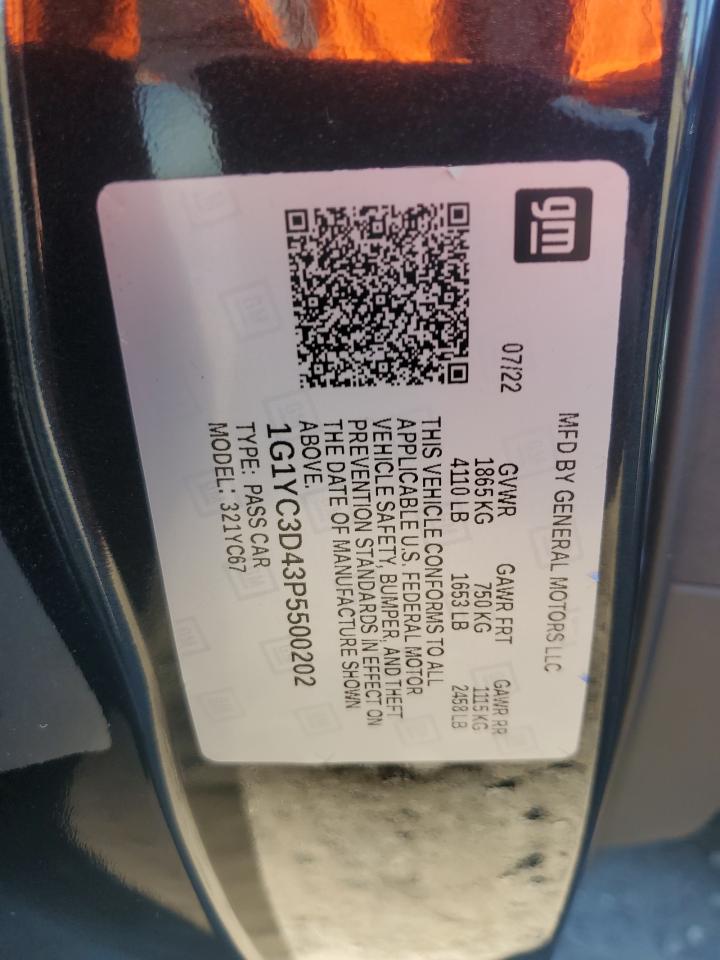 gm
MFD BY GENERAL MOTORS LLC
07/22
GVWR GAWR FRT GAWR RR
1865 KG 750 KG 1115 KG
4110 LB 1653 LB 2458 LB
THIS VEHICLE CONFORMS TO ALL
APPLICABLE U.S. FEDERAL MOTOR
VEHICLE SAFETY, BUMPER, AND THEFT
PREVENTION STANDARDS IN EFFECT ON
THE DATE OF MANUFACTURE SHOWN
ABOVE.
1G1YC3D43P5500202
TYPE: PASS CAR
MODEL: 321YC67